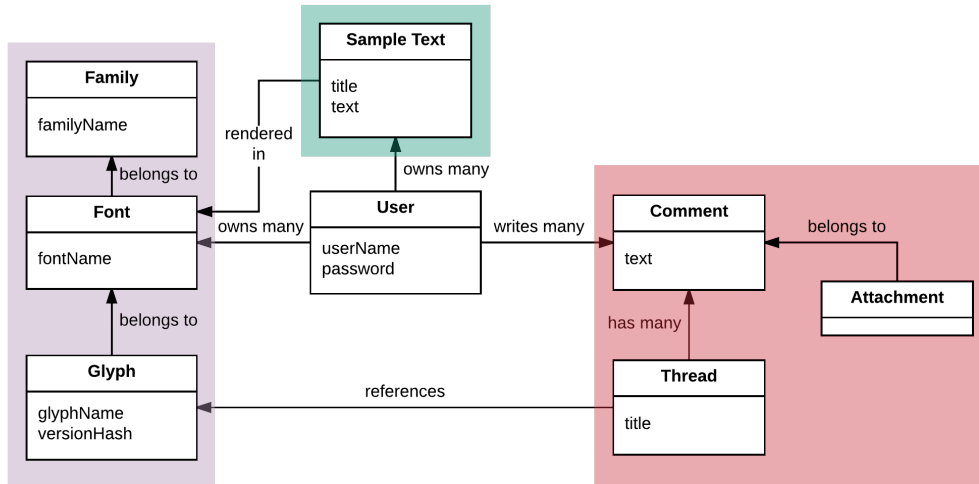 Sample Text
title
text
Family
familyName
rendered
in
belongs to
owns many
Font
fontName
User
userName
password
owns many
writes many
Comment
text
belongs to
Attachment
belongs to
has many
Glyph
glyphName
versionHash
references
Thread
title